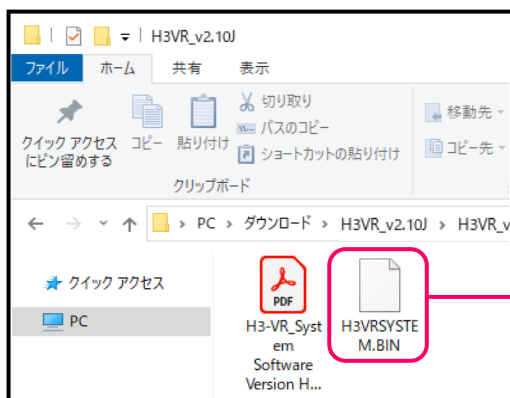 H3VR_v2.10J
ファイル ホーム 共有 表示
クイック アクセス
にピン留めする
コピー
貼り付け
切り取り
パスのコピー
ショートカットの貼り付け
移動先
コピー先
クリップボード
PC › ダウンロード › H3VR_v2.10J › H3VR_v
クイック アクセス
PC
PDF
H3-VR_Syst
em
Software
Version H...
H3VRSYSTE
M.BIN